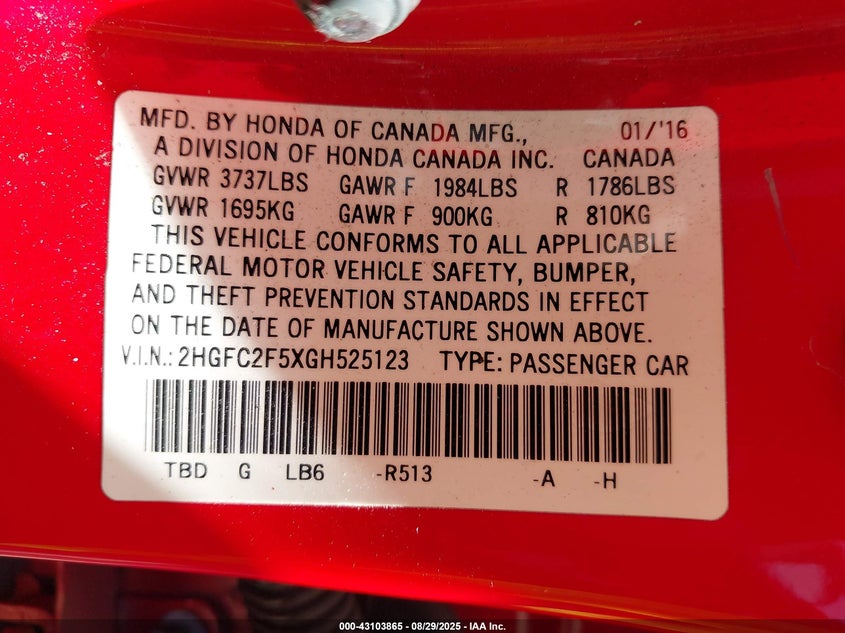 MFD. BY HONDA OF CANADA MFG., 01/'16
A DIVISION OF HONDA CANADA INC. CANADA
GVWR 3737LBS GAWR F 1984LBS R 1786LBS
GVWR 1695KG GAWR F 900KG R 810KG
THIS VEHICLE CONFORMS TO ALL APPLICABLE
FEDERAL MOTOR VEHICLE SAFETY, BUMPER,
AND THEFT PREVENTION STANDARDS IN EFFECT
ON THE DATE OF MANUFACTURE SHOWN ABOVE.
V.I.N.: 2HGFC2F5XGH525123 TYPE: PASSENGER CAR
TBD G LB6 -R513 -A -H
000-43103865 - 08/29/2025 - IAA Inc.